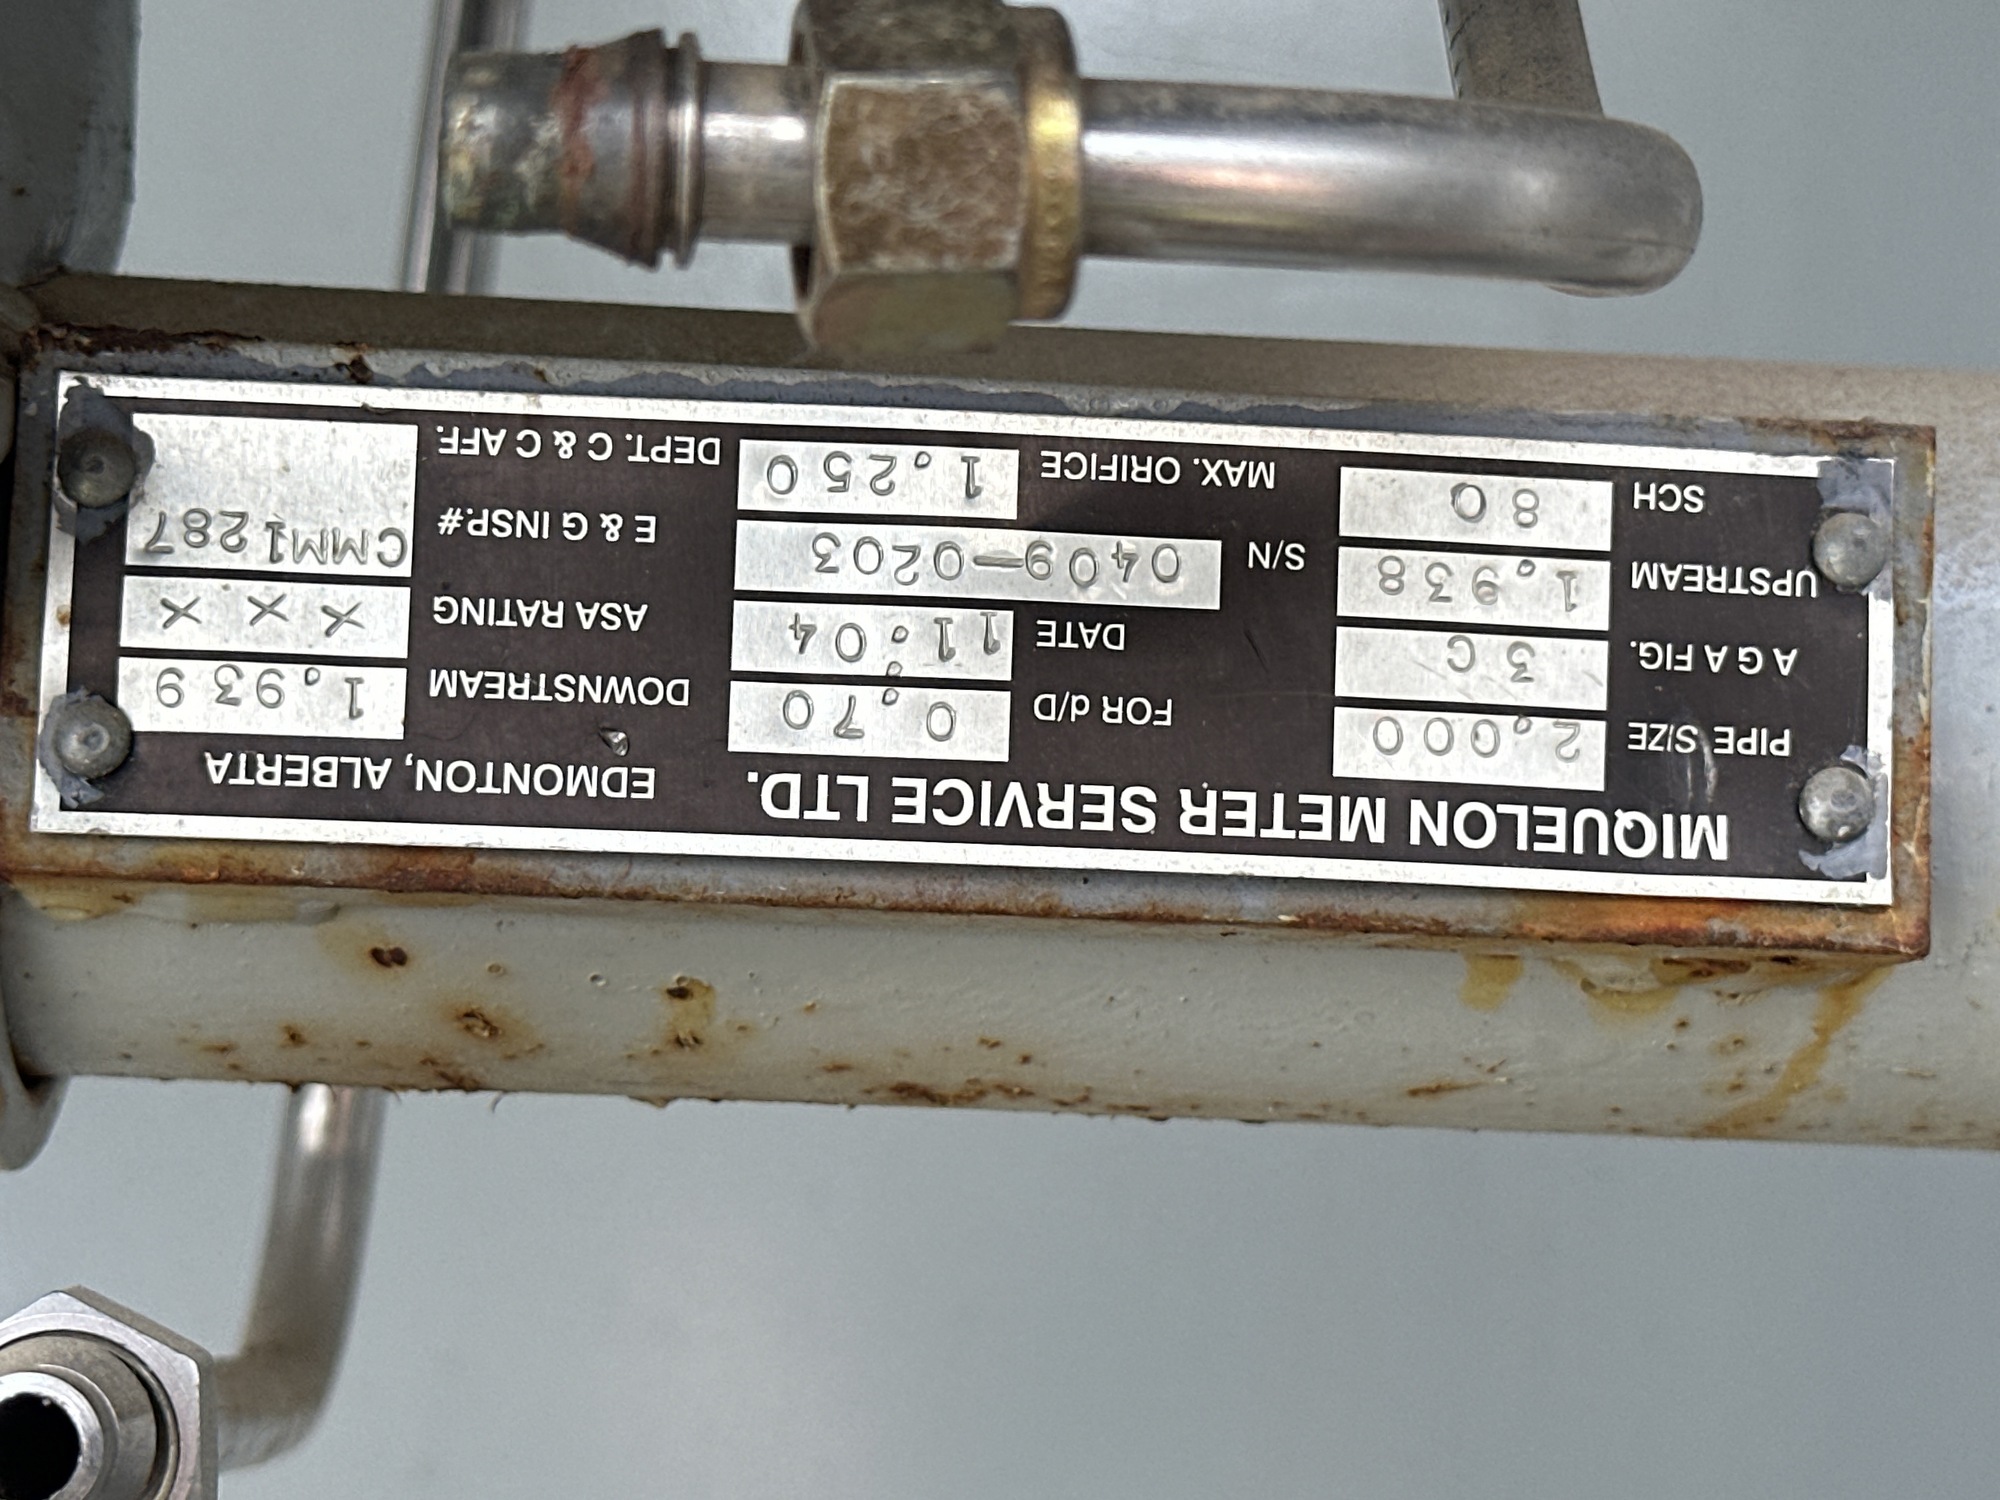 MIQUELON METER SERVICE LTD. EDMONTON, ALBERTA
PIPE SIZE 2.000 FOR d/D 0.70 DOWNSTREAM 1.939
A G A FIG. 3C DATE 11.04 ASA RATING XXX
UPSTREAM 1.938 S/N 0409-0203 E & G INSP.# CMM1287
SCH 80 MAX. ORIFICE 1.250 DEPT. C & C AFF.